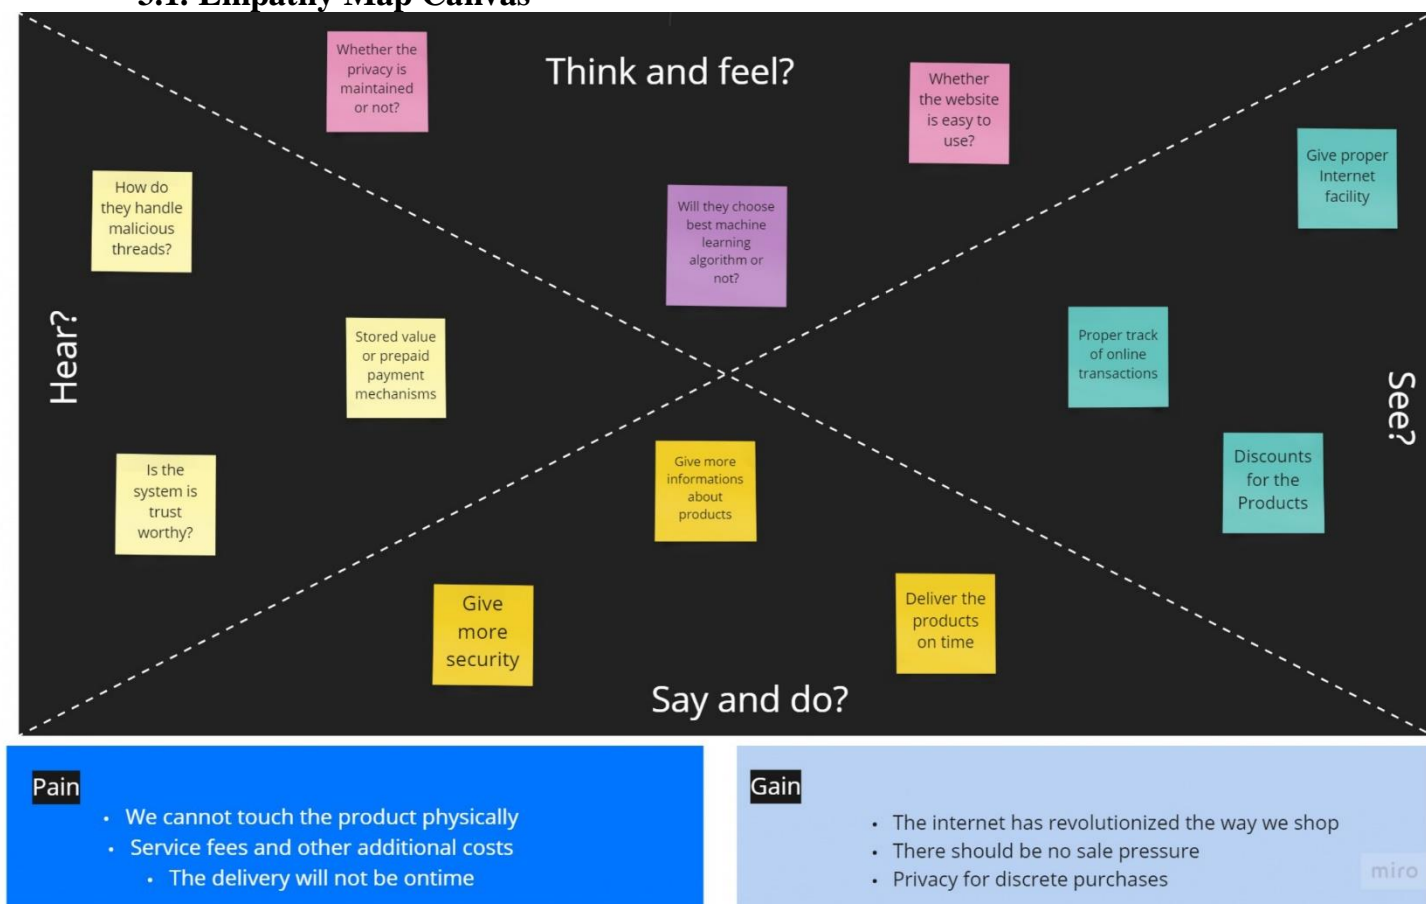 3.1. Empathy Map Canvas
Think and feel?
Whether the
privacy is
maintained
or not?
Whether
the website
is easy to
use?
Will they choose
best machine
learning
algorithm or
not?
Hear?
How do
they handle
malicious
threads?
Stored value
or prepaid
payment
mechanisms
Is the
system is
trust
worthy?
See?
Give proper
Internet
facility
Proper track
of online
transactions
Discounts
for the
Products
Give more
informations
about
products
Give
more
security
Deliver the
products
on time
Say and do?
Pain
• We cannot touch the product physically
• Service fees and other additional costs
• The delivery will not be ontime
Gain
• The internet has revolutionized the way we shop
• There should be no sale pressure
• Privacy for discrete purchases
miro